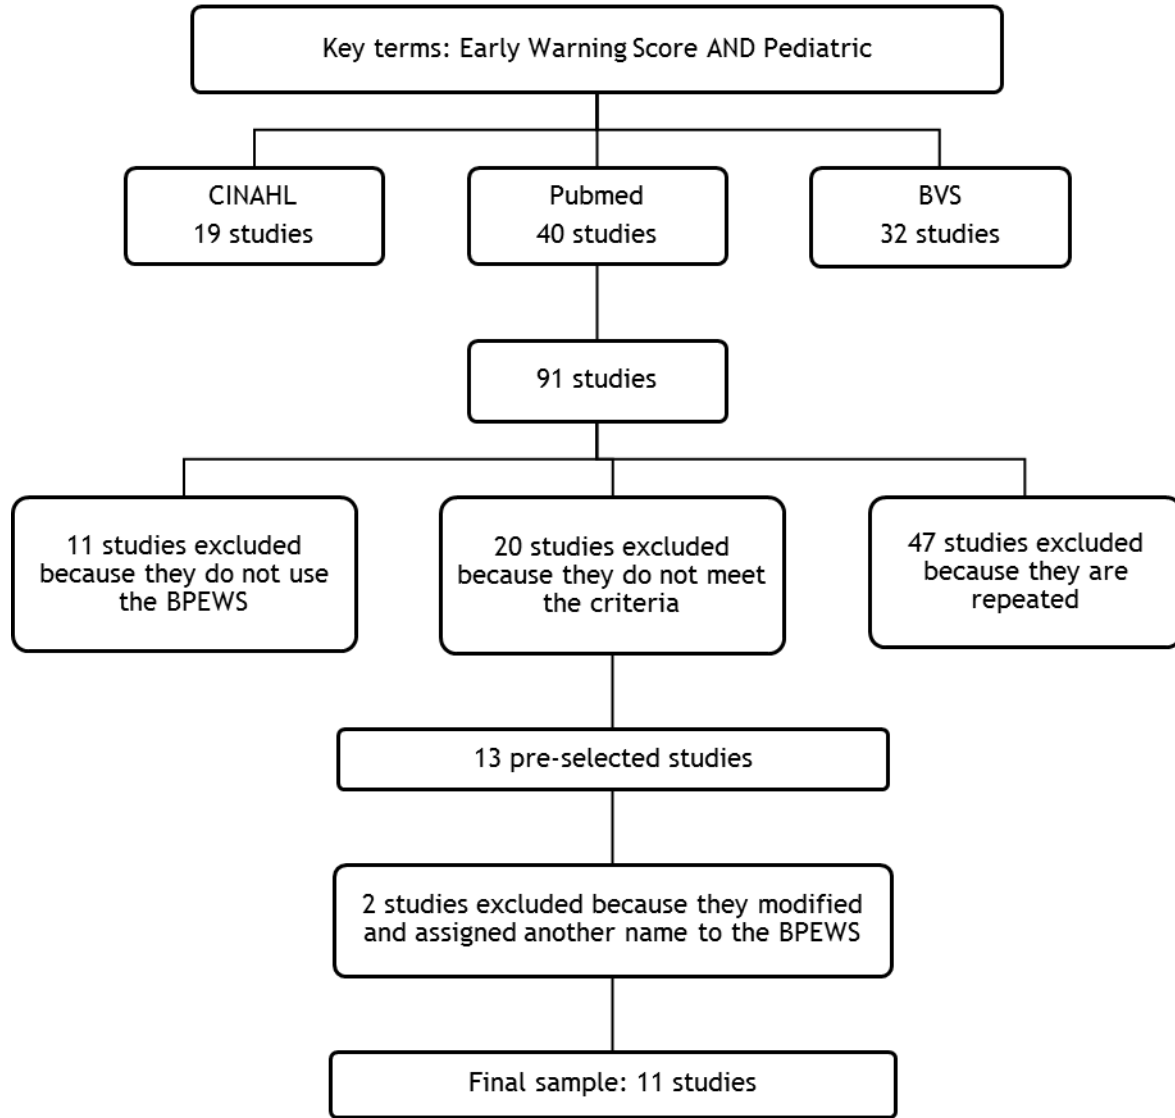 Key terms: Early Warning Score AND Pediatric
CINAHL
19 studies
Pubmed
40 studies
BVS
32 studies
91 studies
11 studies excluded
because they do not use
the BPEWS
20 studies excluded
because they do not meet
the criteria
47 studies excluded
because they are
repeated
13 pre-selected studies
2 studies excluded because they modified
and assigned another name to the BPEWS
Final sample: 11 studies